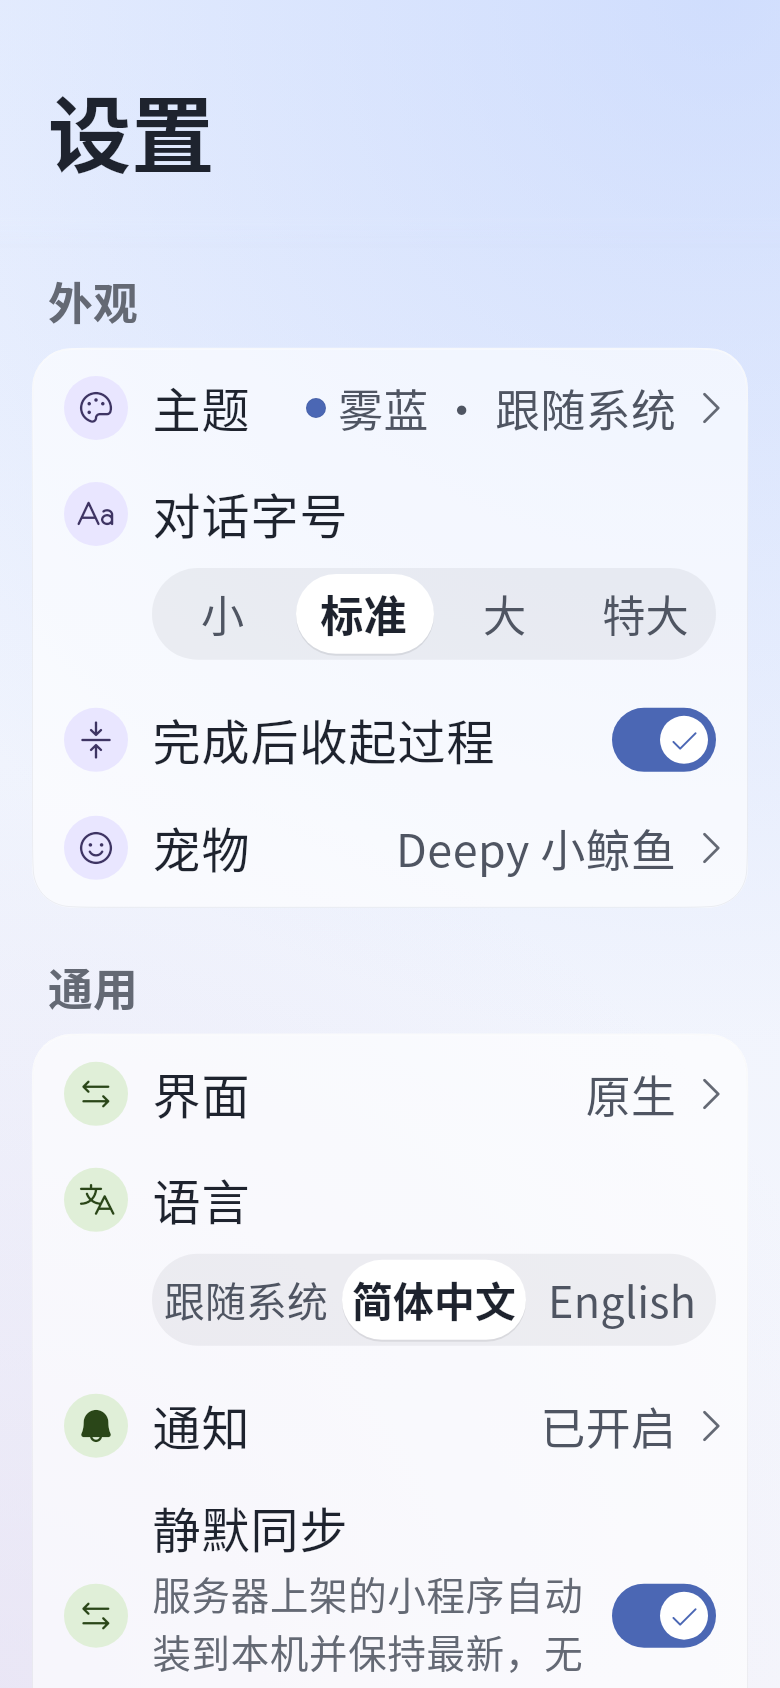 设置
外观
主题 雾蓝 · 跟随系统
Aa 对话字号
小 标准 大 特大
完成后收起过程
宠物 Deepy 小鲸鱼
通用
界面 原生
文A 语言
跟随系统 简体中文 English
通知 已开启
静默同步
服务器上架的小程序自动
装到本机并保持最新，无